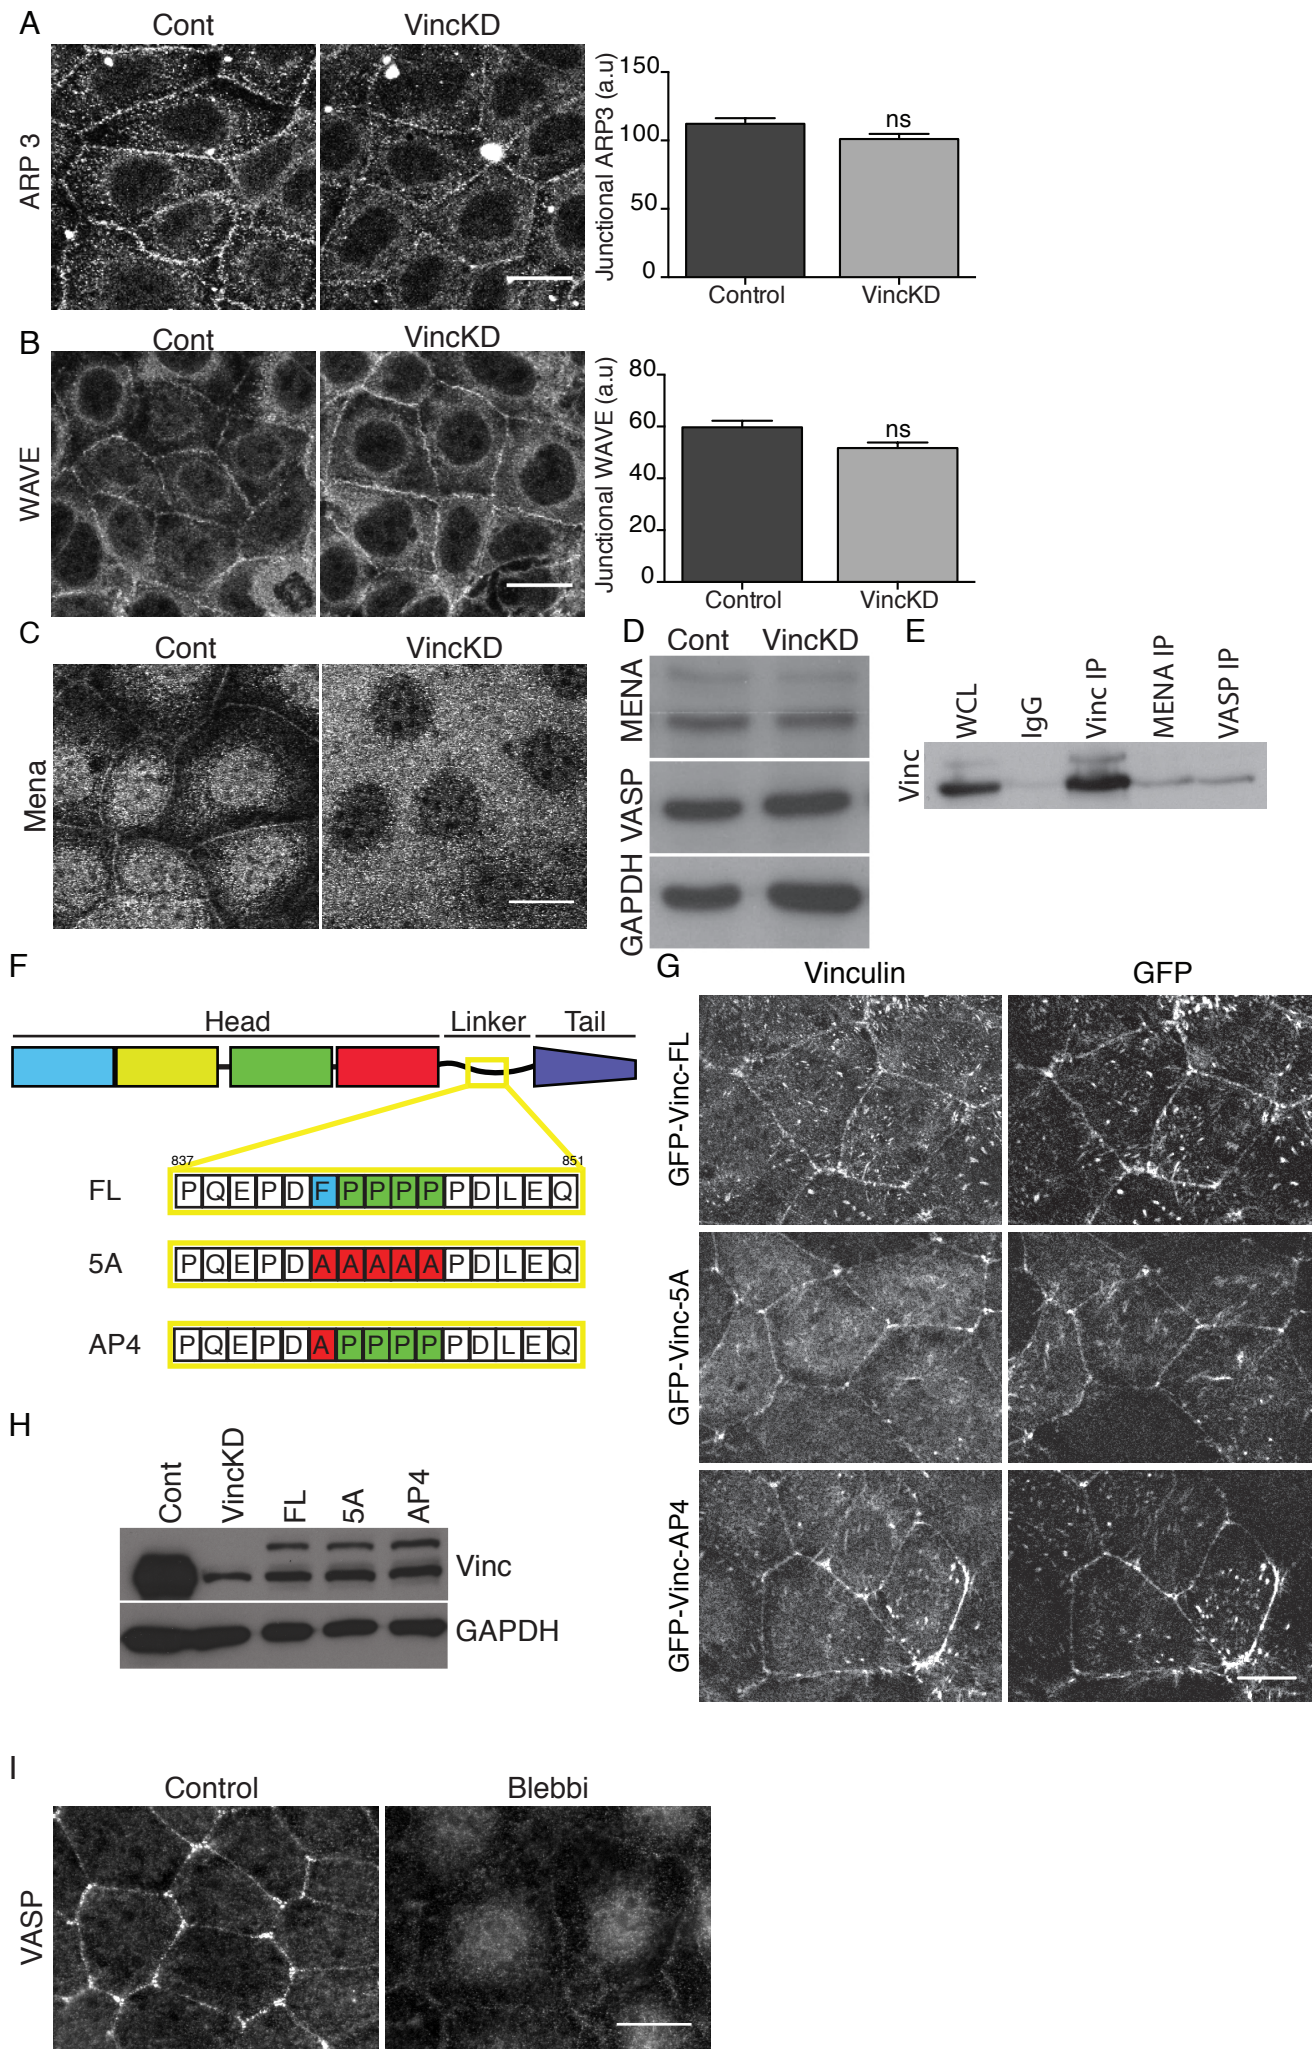 A
Cont
VincKD
ARP 3
Junctional ARP3 (a.u)
150
100
50
0
ns
Control
VincKD
B
Cont
VincKD
WAVE
Junctional WAVE (a.u)
80
60
40
20
0
ns
Control
VincKD
C
Cont
VincKD
Mena
D
Cont
VincKD
MENA
VASP
GAPDH
E
WCL
IgG
Vinc IP
MENA IP
VASP IP
Vinc
F
Head
Linker
Tail
837
851
FL
P Q E P D F P P P P P D L E Q
5A
P Q E P D A A A A A P D L E Q
AP4
P Q E P D A P P P P P D L E Q
G
Vinculin
GFP
GFP-Vinc-FL
GFP-Vinc-5A
GFP-Vinc-AP4
H
Cont
VincKD
FL
5A
AP4
Vinc
GAPDH
I
Control
Blebbi
VASP